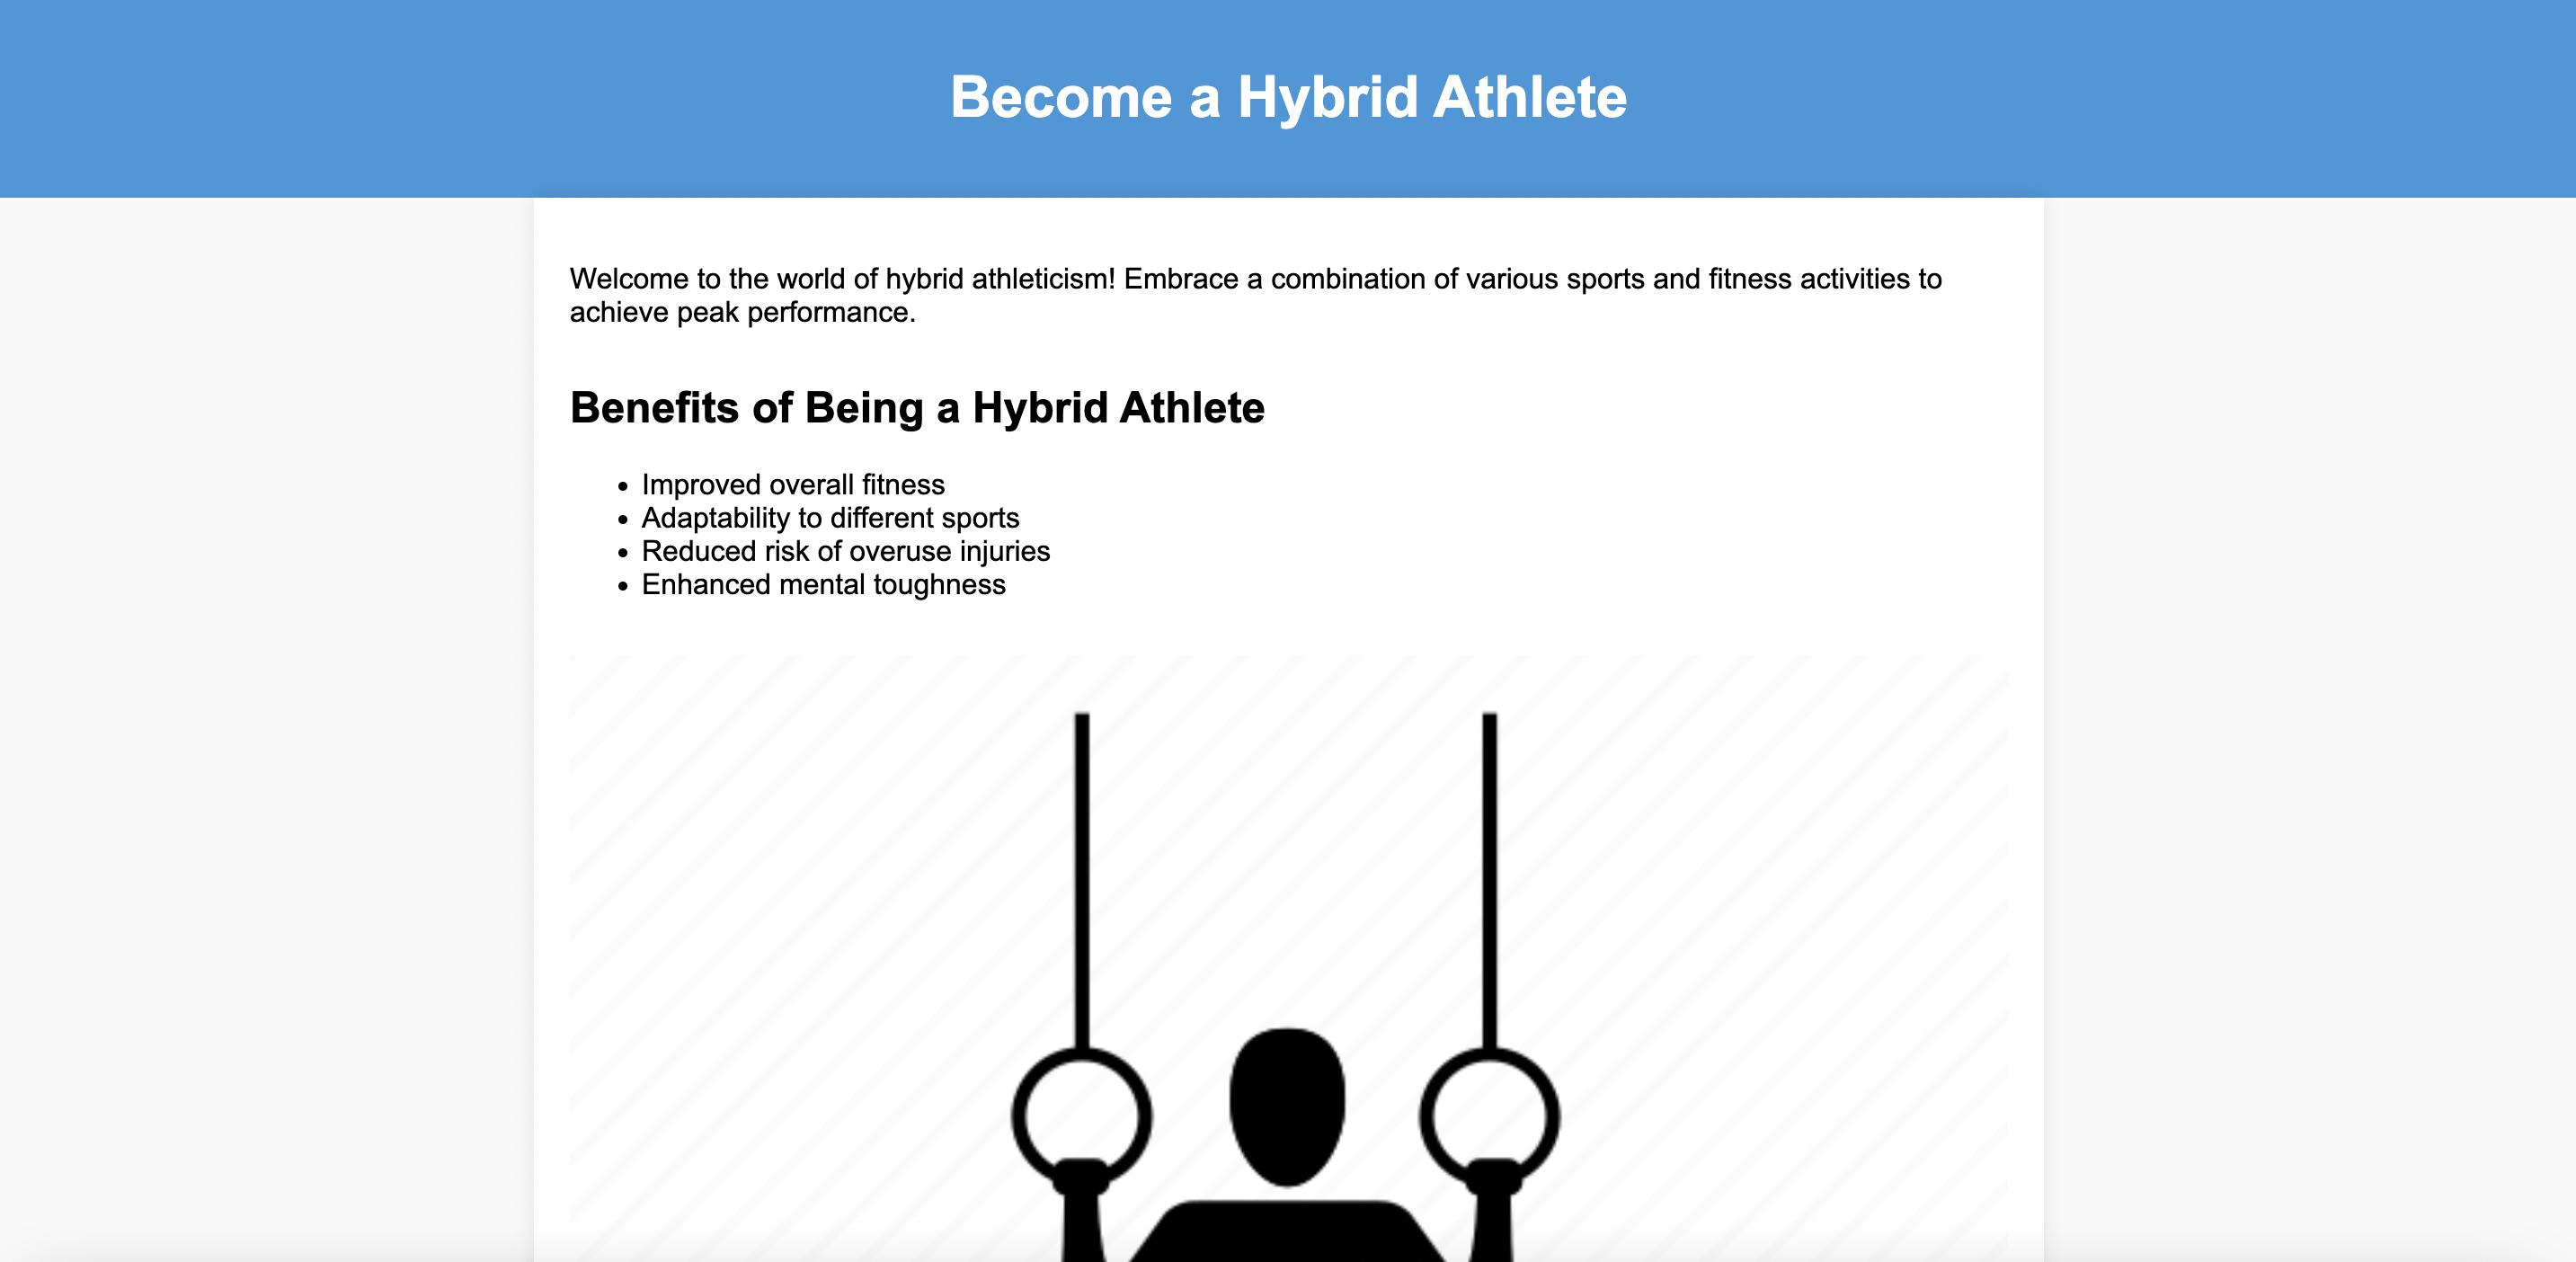 Become a Hybrid Athlete
Welcome to the world of hybrid athleticism! Embrace a combination of various sports and fitness activities to
achieve peak performance.
Benefits of Being a Hybrid Athlete
• Improved overall fitness
• Adaptability to different sports
• Reduced risk of overuse injuries
• Enhanced mental toughness